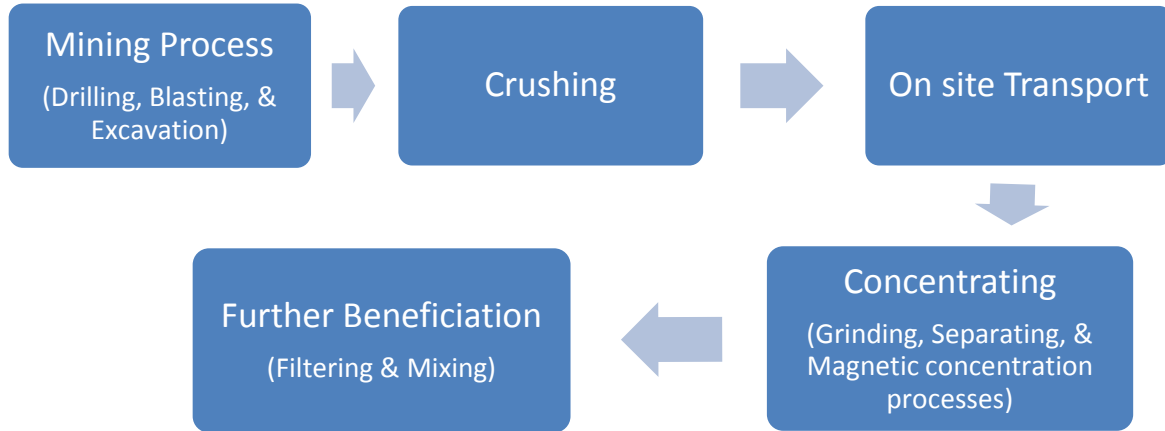 Mining Process
(Drilling, Blasting, &
Excavation)
Crushing
On site Transport
Concentrating
(Grinding, Separating, &
Magnetic concentration
processes)
Further Beneficiation
(Filtering & Mixing)